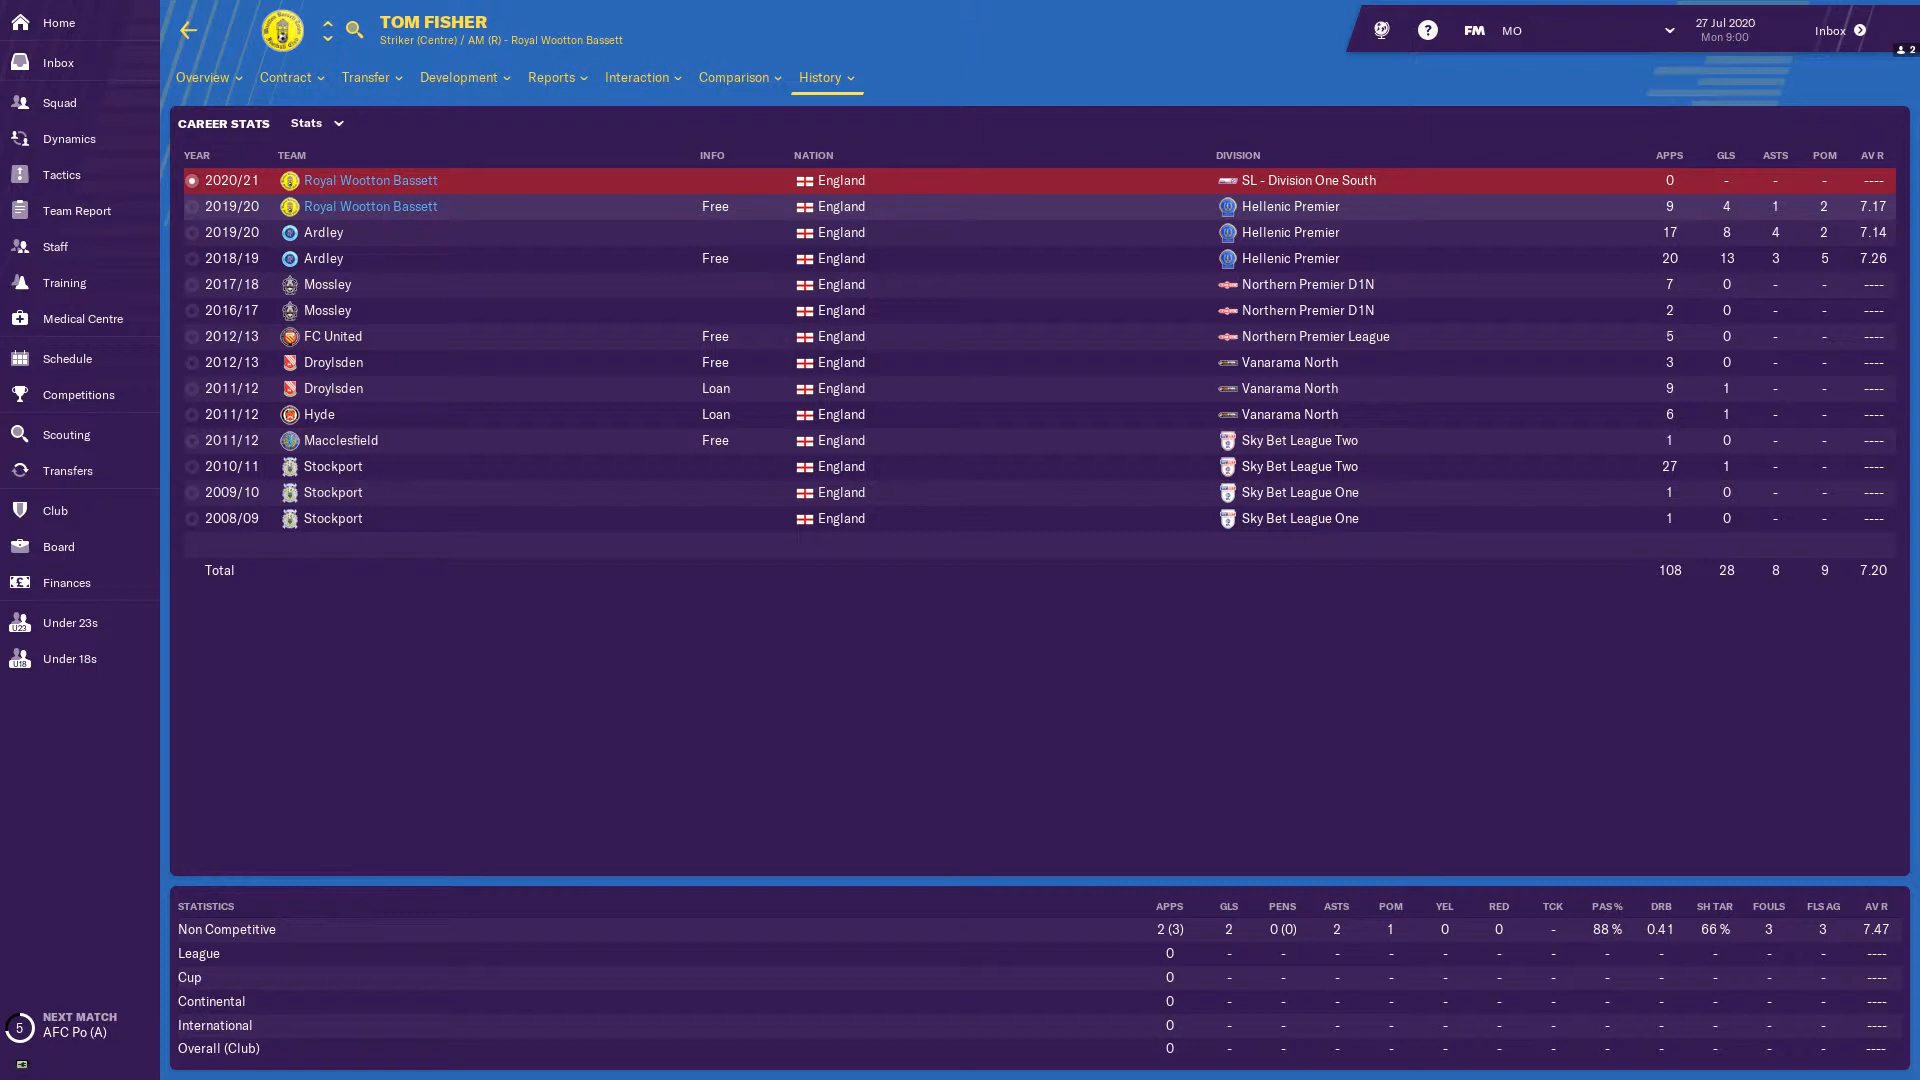 Home
Inbox
Squad
Dynamics
Tactics
Team Report
Staff
Training
Medical Centre
Schedule
Competitions
Scouting
Transfers
Club
Board
Finances
U23 Under 23s
U18 Under 18s
5 NEXT MATCH
AFC Po (A)
TOM FISHER
Striker (Centre) / AM (R) - Royal Wootton Bassett
? FM MO
27 Jul 2020
Mon 9:00
Inbox
2
Overview Contract Transfer Development Reports Interaction Comparison History
CAREER STATS Stats
YEAR TEAM INFO NATION DIVISION APPS GLS ASTS POM AV R
2020/21 Royal Wootton Bassett England SL - Division One South 0 - - - ----
2019/20 Royal Wootton Bassett Free England Hellenic Premier 9 4 1 2 7.17
2019/20 Ardley England Hellenic Premier 17 8 4 2 7.14
2018/19 Ardley Free England Hellenic Premier 20 13 3 5 7.26
2017/18 Mossley England Northern Premier D1N 7 0 - - ----
2016/17 Mossley England Northern Premier D1N 2 0 - - ----
2012/13 FC United Free England Northern Premier League 5 0 - - ----
2012/13 Droylsden Free England Vanarama North 3 0 - - ----
2011/12 Droylsden Loan England Vanarama North 9 1 - - ----
2011/12 Hyde Loan England Vanarama North 6 1 - - ----
2011/12 Macclesfield Free England Sky Bet League Two 1 0 - - ----
2010/11 Stockport England Sky Bet League Two 27 1 - - ----
2009/10 Stockport England Sky Bet League One 1 0 - - ----
2008/09 Stockport England Sky Bet League One 1 0 - - ----
Total 108 28 8 9 7.20
STATISTICS APPS GLS PENS ASTS POM YEL RED TCK PAS % DRB SH TAR FOULS FLS AG AV R
Non Competitive 2 (3) 2 0 (0) 2 1 0 0 - 88 % 0.41 66 % 3 3 7.47
League 0 - - - - - - - - - - - - ----
Cup 0 - - - - - - - - - - - - ----
Continental 0 - - - - - - - - - - - - ----
International 0 - - - - - - - - - - - - ----
Overall (Club) 0 - - - - - - - - - - - - ----